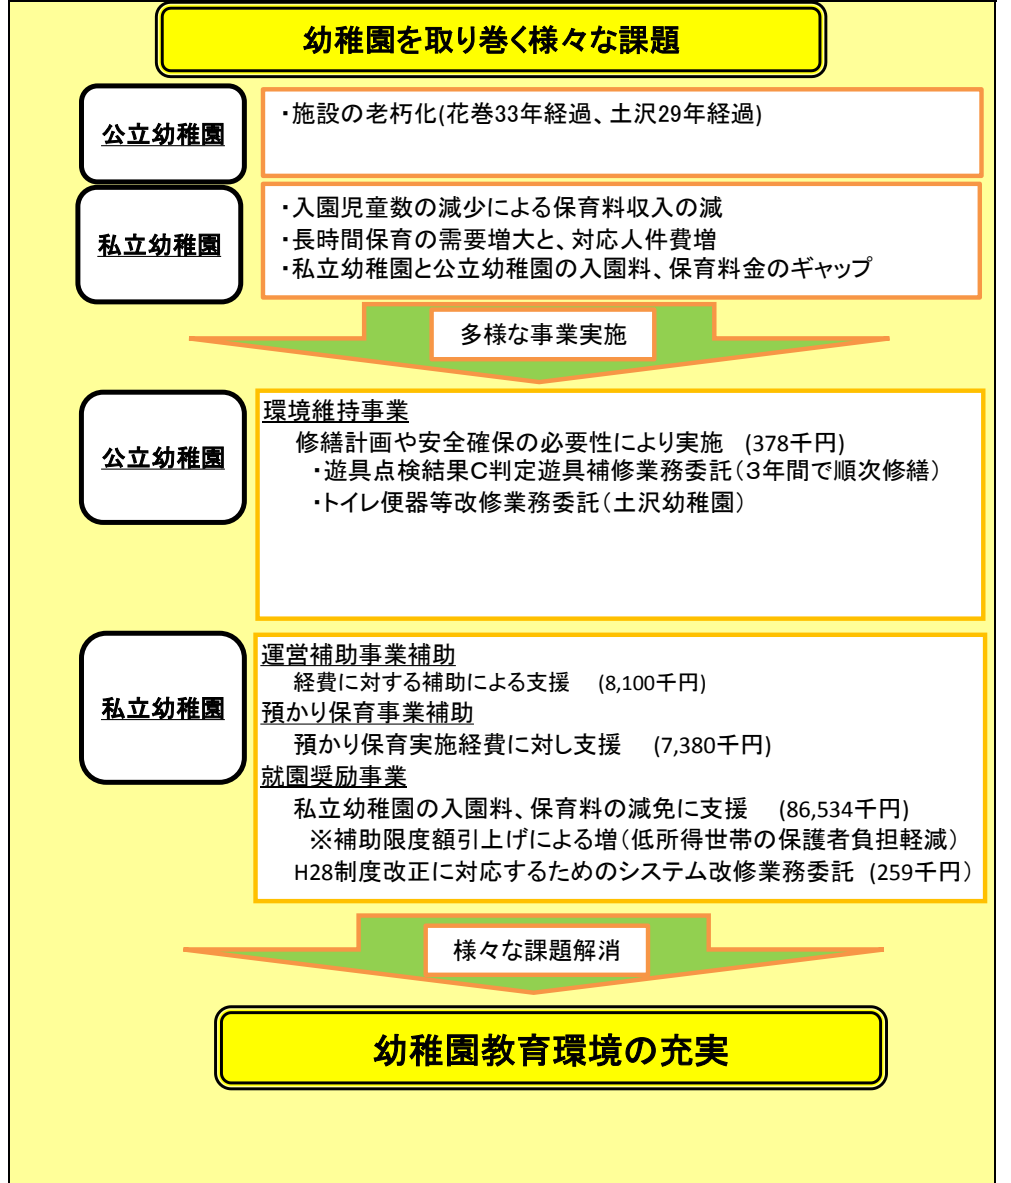 幼稚園を取り巻く様々な課題
公立幼稚園
・施設の老朽化(花巻33年経過、土沢29年経過)
私立幼稚園
・入園児童数の減少による保育料収入の減
・長時間保育の需要増大と、対応人件費増
・私立幼稚園と公立幼稚園の入園料、保育料金のギャップ
多様な事業実施
公立幼稚園
環境維持事業
修繕計画や安全確保の必要性により実施 (378千円)
・遊具点検結果C判定遊具補修業務委託(3年間で順次修繕)
・トイレ便器等改修業務委託(土沢幼稚園)
私立幼稚園
運営補助事業補助
経費に対する補助による支援 (8,100千円)
預かり保育事業補助
預かり保育実施経費に対し支援 (7,380千円)
就園奨励事業
私立幼稚園の入園料、保育料の減免に支援 (86,534千円)
※補助限度額引上げによる増(低所得世帯の保護者負担軽減)
H28制度改正に対応するためのシステム改修業務委託 (259千円)
様々な課題解消
幼稚園教育環境の充実